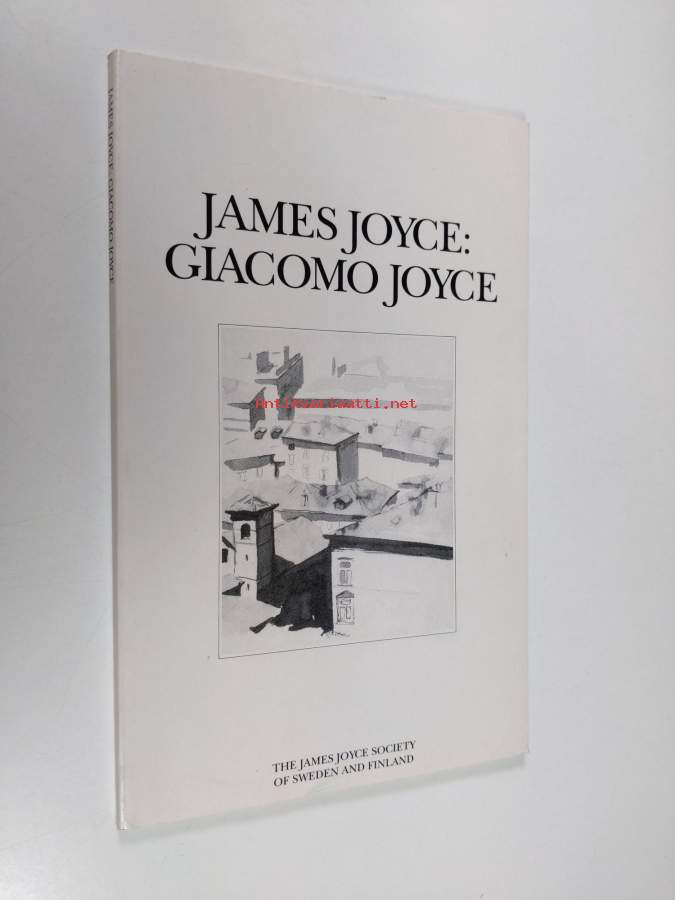 JAMES JOYCE: GIACOMO JOYCE
JAMES JOYCE:
GIACOMO JOYCE
Antikvariaatti.net
THE JAMES JOYCE SOCIETY
OF SWEDEN AND FINLAND